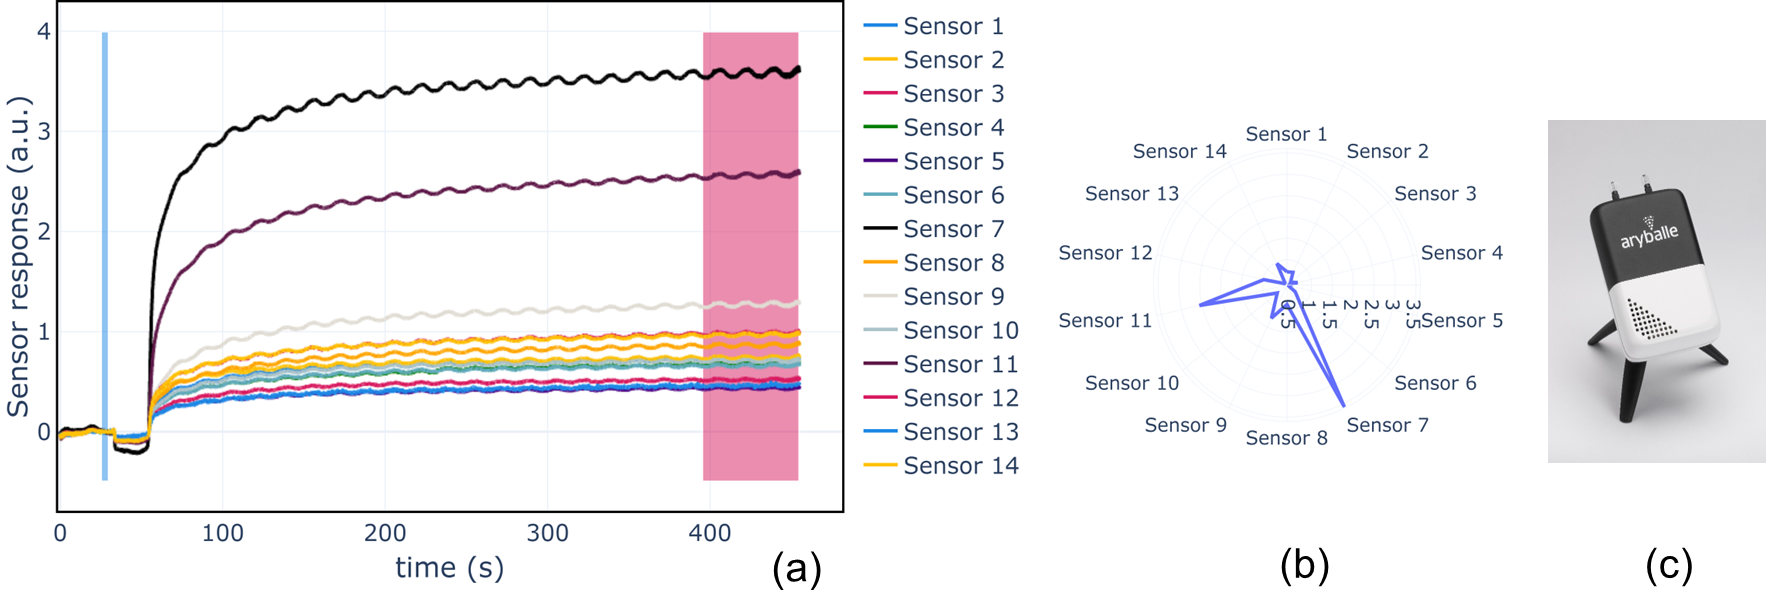 Sensor response (a.u.)
4
3
2
1
0
0
100
200
300
400
time (s)
(a)
Sensor 1
Sensor 2
Sensor 3
Sensor 4
Sensor 5
Sensor 6
Sensor 7
Sensor 8
Sensor 9
Sensor 10
Sensor 11
Sensor 12
Sensor 13
Sensor 14
Sensor 1
Sensor 2
Sensor 3
Sensor 4
Sensor 5
Sensor 6
Sensor 7
Sensor 8
Sensor 9
Sensor 10
Sensor 11
Sensor 12
Sensor 13
Sensor 14
0.5
1
1.5
2
2.5
3
3.5
(b)
aryballe
(c)